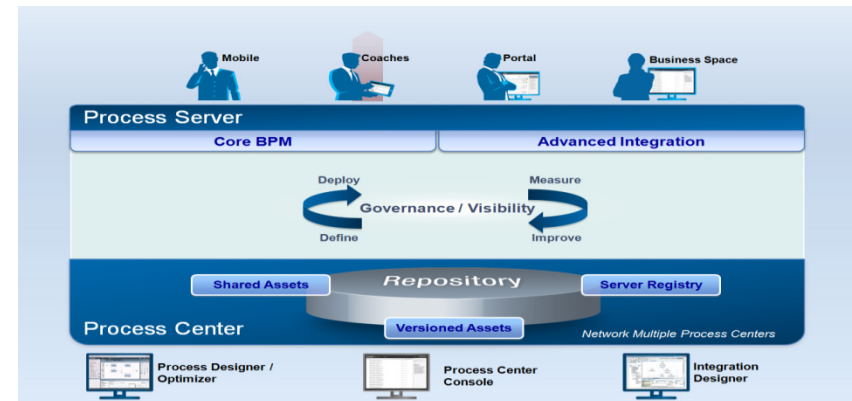 Mobile
Coaches
Portal
Business Space
Process Server
Core BPM
Advanced Integration
Deploy
Measure
Governance / Visibility
Define
Improve
Shared Assets
Repository
Server Registry
Process Center
Versioned Assets
Network Multiple Process Centers
Process Designer /
Optimizer
Process Center
Console
Integration
Designer